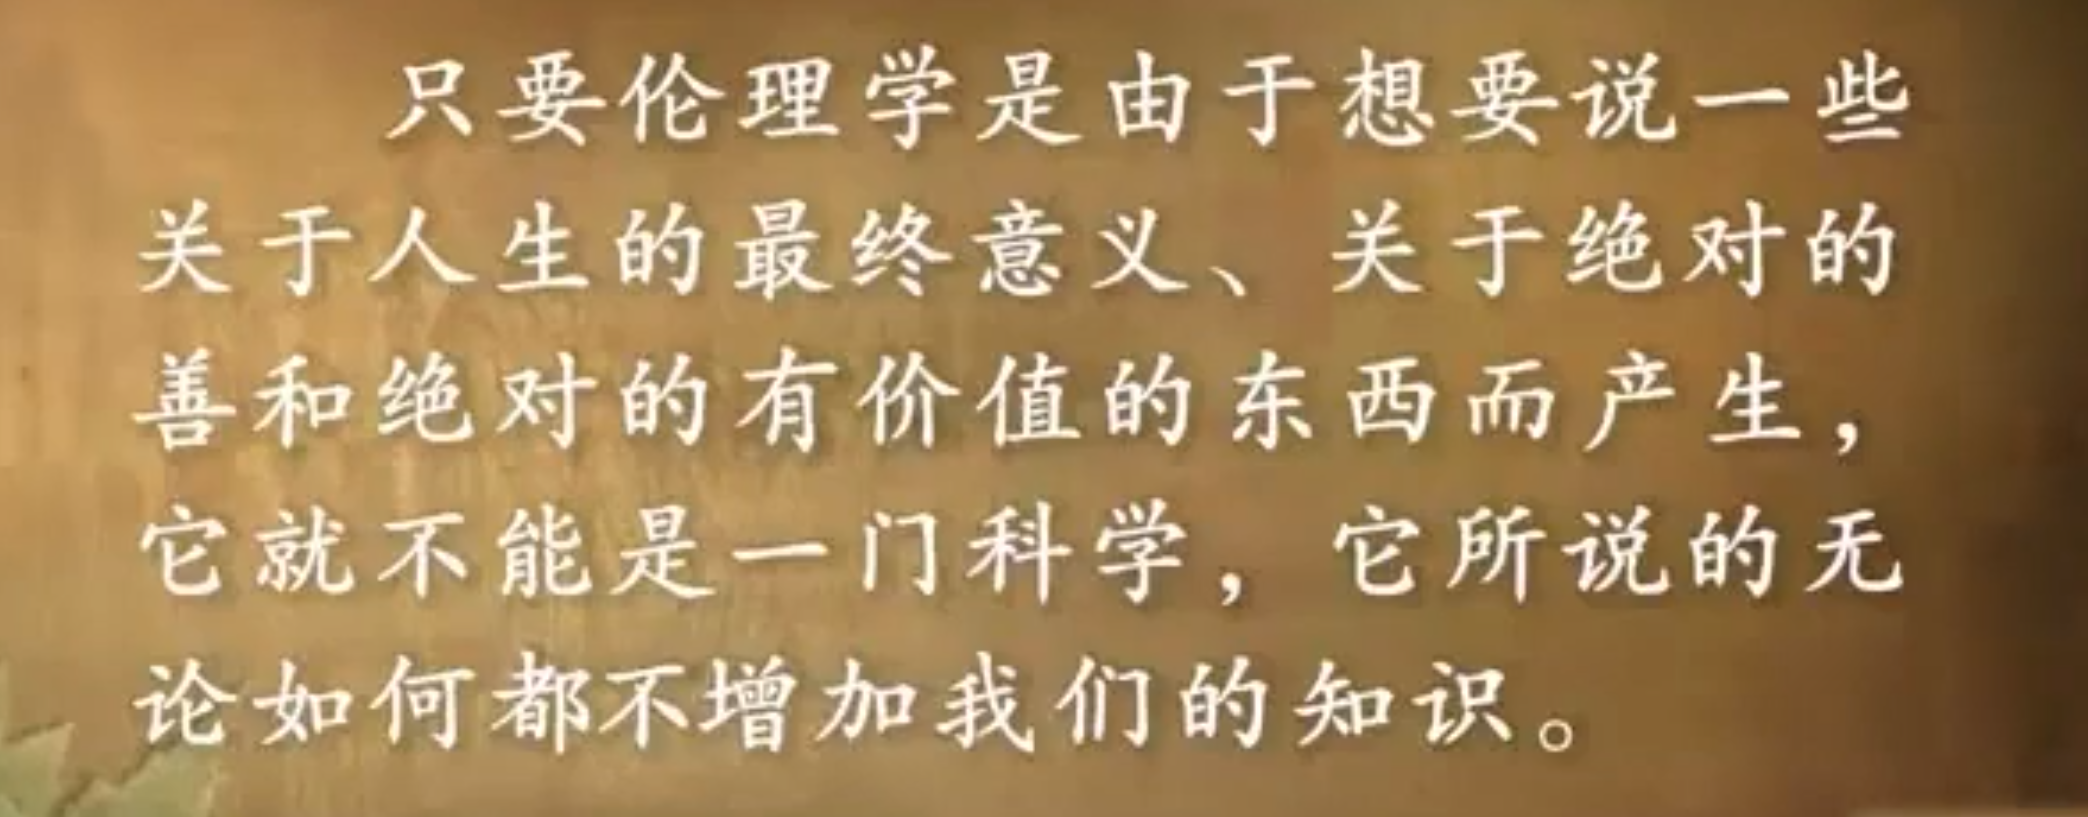 只要伦理学是由于想要说一些
关于人生的最终意义、关于绝对的
善和绝对的有价值的东西而产生，
它就不能是一门科学，它所说的无
论如何都不增加我们的知识。